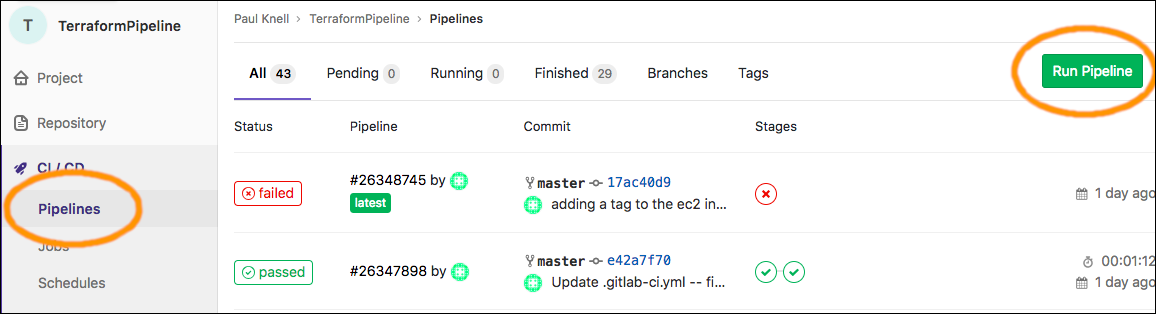 T TerraformPipeline
Project
Repository
CI / CD
Pipelines
Jobs
Schedules
Paul Knell > TerraformPipeline > Pipelines
All 43 Pending 0 Running 0 Finished 29 Branches Tags Run Pipeline
Status Pipeline Commit Stages
failed #26348745 by master 17ac40d9
latest adding a tag to the ec2 in... 1 day ago
passed #26347898 by master e42a7f70 00:01:12
Update .gitlab-ci.yml -- fi... 1 day ago